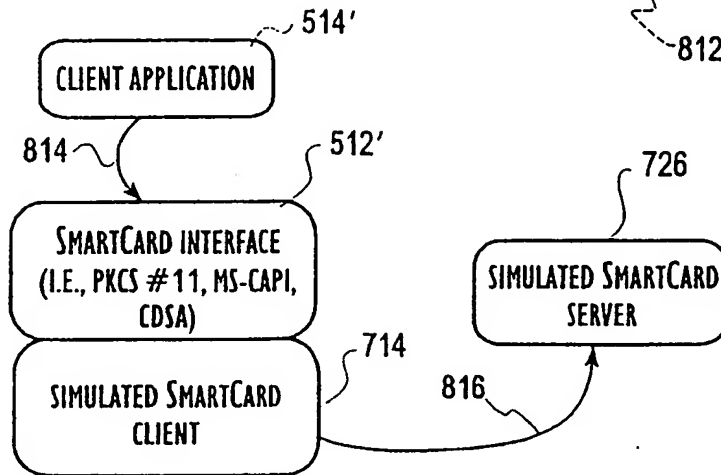 514'
812
CLIENT APPLICATION
814
512'
726
SMARTCARD INTERFACE
(I.E., PKCS #11, MS-CAPI,
CDSA)
SIMULATED SMARTCARD
SERVER
714
SIMULATED SMARTCARD
CLIENT
816